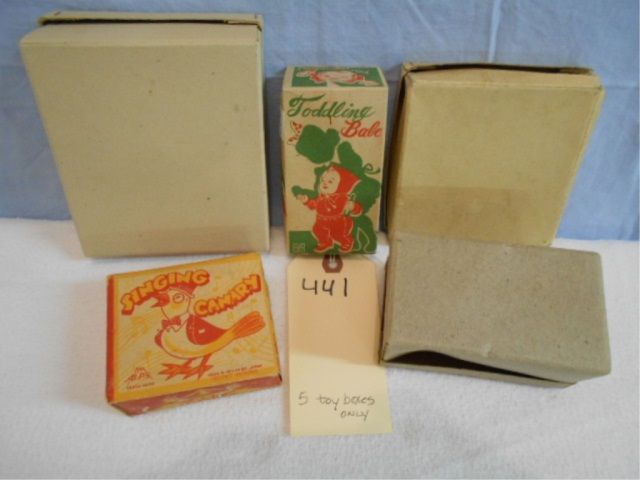 Toddling
Babe
SINGING
CANARY
441
5 toy boxes
ONLY